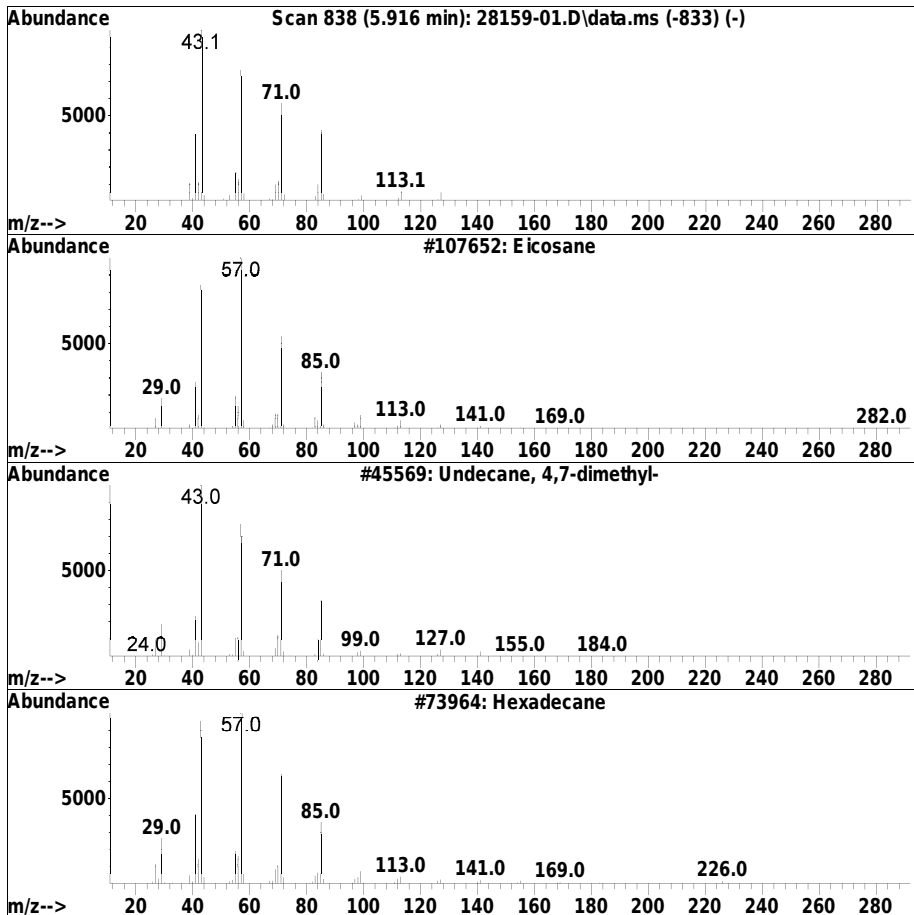 Abundance Scan 838 (5.916 min): 28159-01.D\data.ms (-833) (-)
43.1
71.0
5000
113.1
m/z--> 20 40 60 80 100 120 140 160 180 200 220 240 260 280
Abundance #107652: Eicosane
57.0
5000
85.0
29.0
113.0 141.0 169.0 282.0
m/z--> 20 40 60 80 100 120 140 160 180 200 220 240 260 280
Abundance #45569: Undecane, 4,7-dimethyl-
43.0
71.0
5000
24.0 99.0 127.0 155.0 184.0
m/z--> 20 40 60 80 100 120 140 160 180 200 220 240 260 280
Abundance #73964: Hexadecane
57.0
5000
85.0
29.0
113.0 141.0 169.0 226.0
m/z--> 20 40 60 80 100 120 140 160 180 200 220 240 260 280